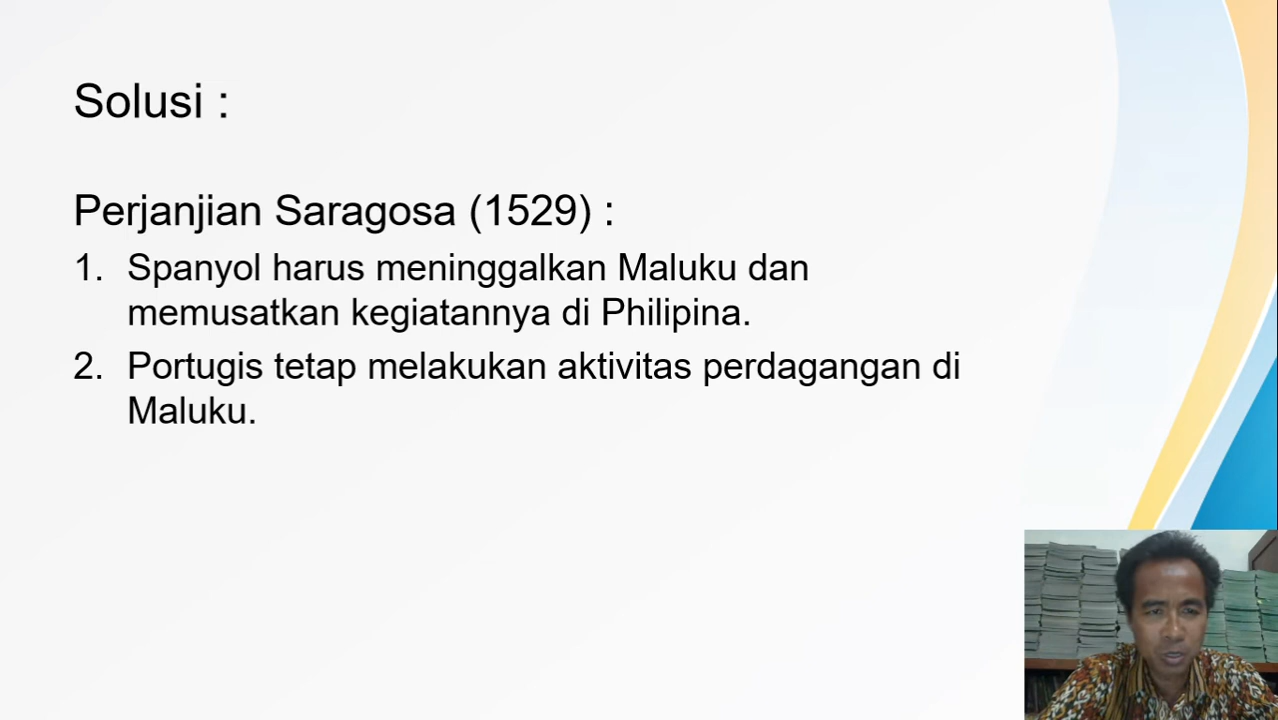 Solusi :
Perjanjian Saragosa (1529) :
1. Spanyol harus meninggalkan Maluku dan
memusatkan kegiatannya di Philipina.
2. Portugis tetap melakukan aktivitas perdagangan di
Maluku.